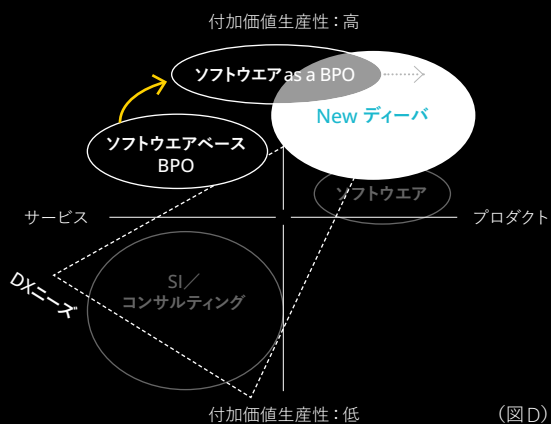 付加価値生産性：高
ソフトウエア as a BPO
New ディーバ
ソフトウエアベース
BPO
ソフトウエア
サービス
プロダクト
DXニーズ
SI／
コンサルティング
付加価値生産性：低
（図D）